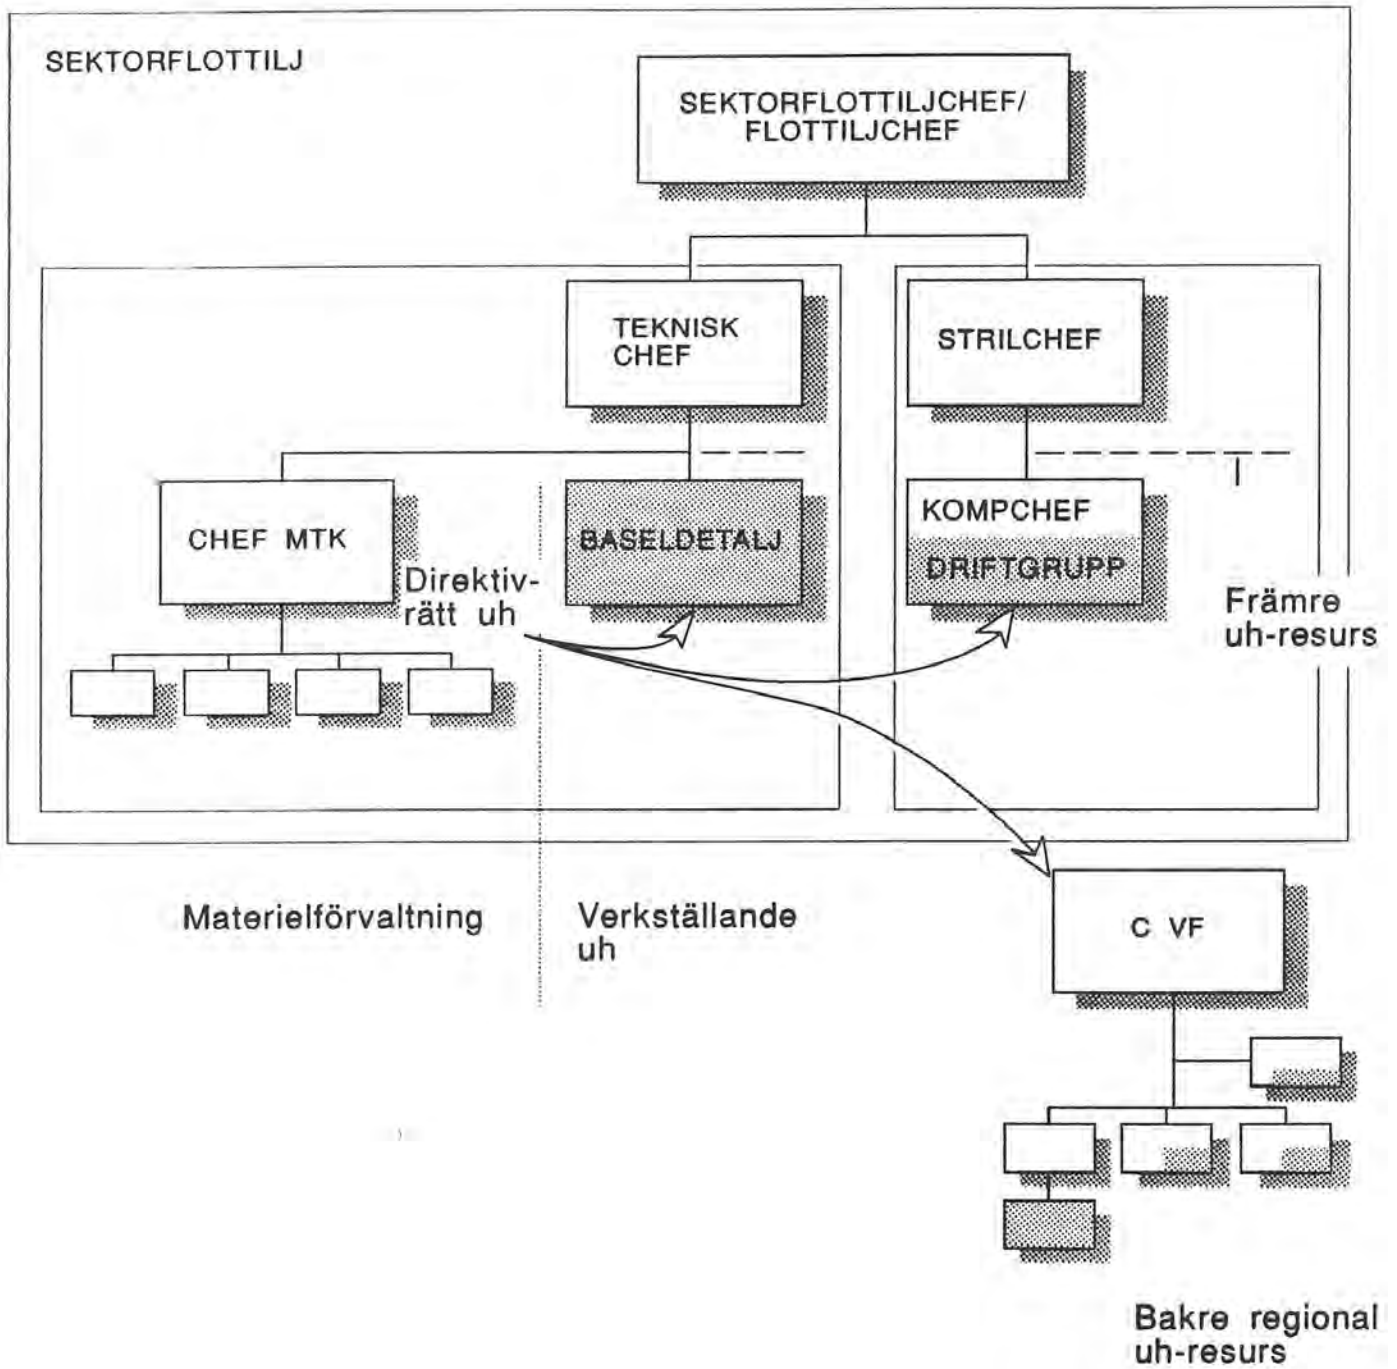 SEKTORFLOTTILJ
SEKTORFLOTTILJCHEF/
FLOTTILJCHEF
TEKNISK
CHEF
STRILCHEF
CHEF MTK
BASELDETALJ
KOMPCHEF
DRIFTGRUPP
Direktiv-
rätt uh
Främre
uh-resurs
Materielförvaltning
Verkställande
uh
C VF
Bakre regional
uh-resurs